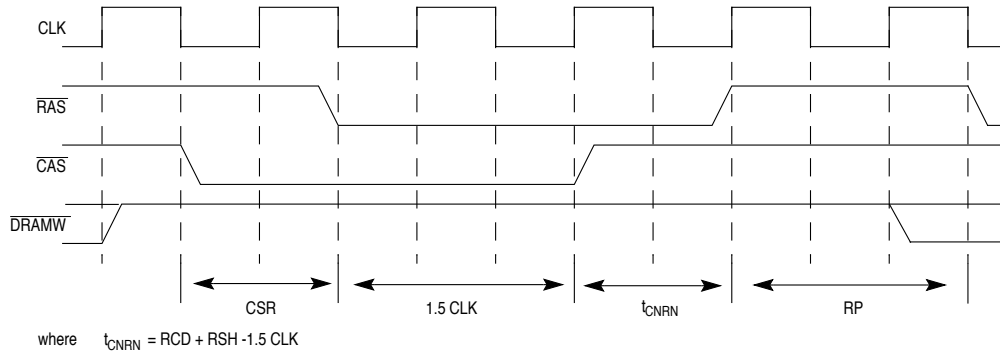 CLK
RAS
CAS
DRAMW
CSR 1.5 CLK tCNRN RP
where tCNRN = RCD + RSH -1.5 CLK